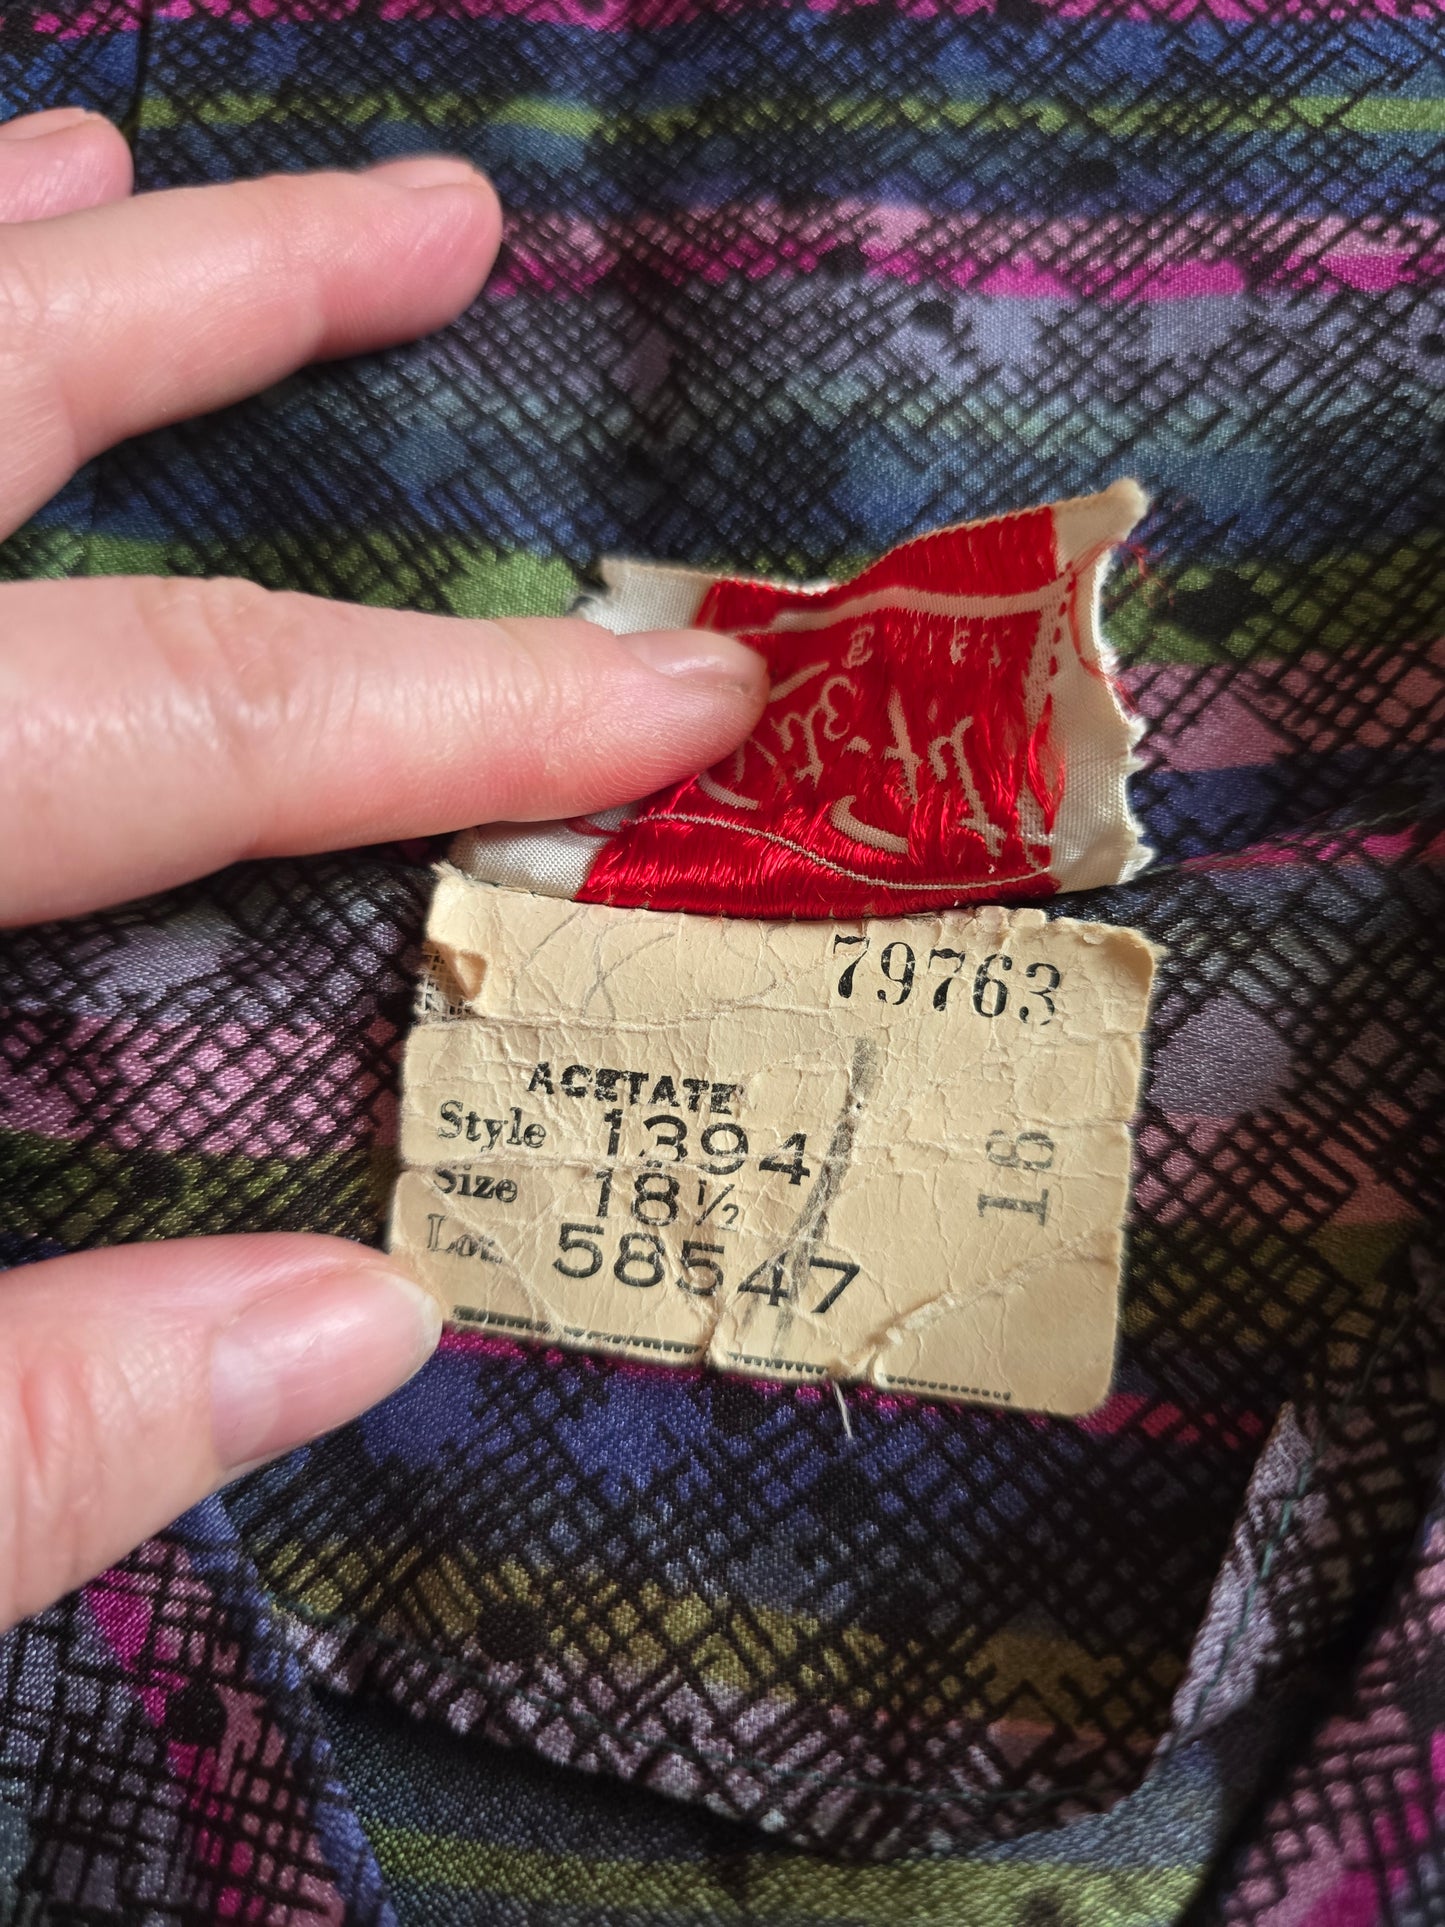 79763
ACETATE
Style 1394
Size 18½
Lot 58547
18